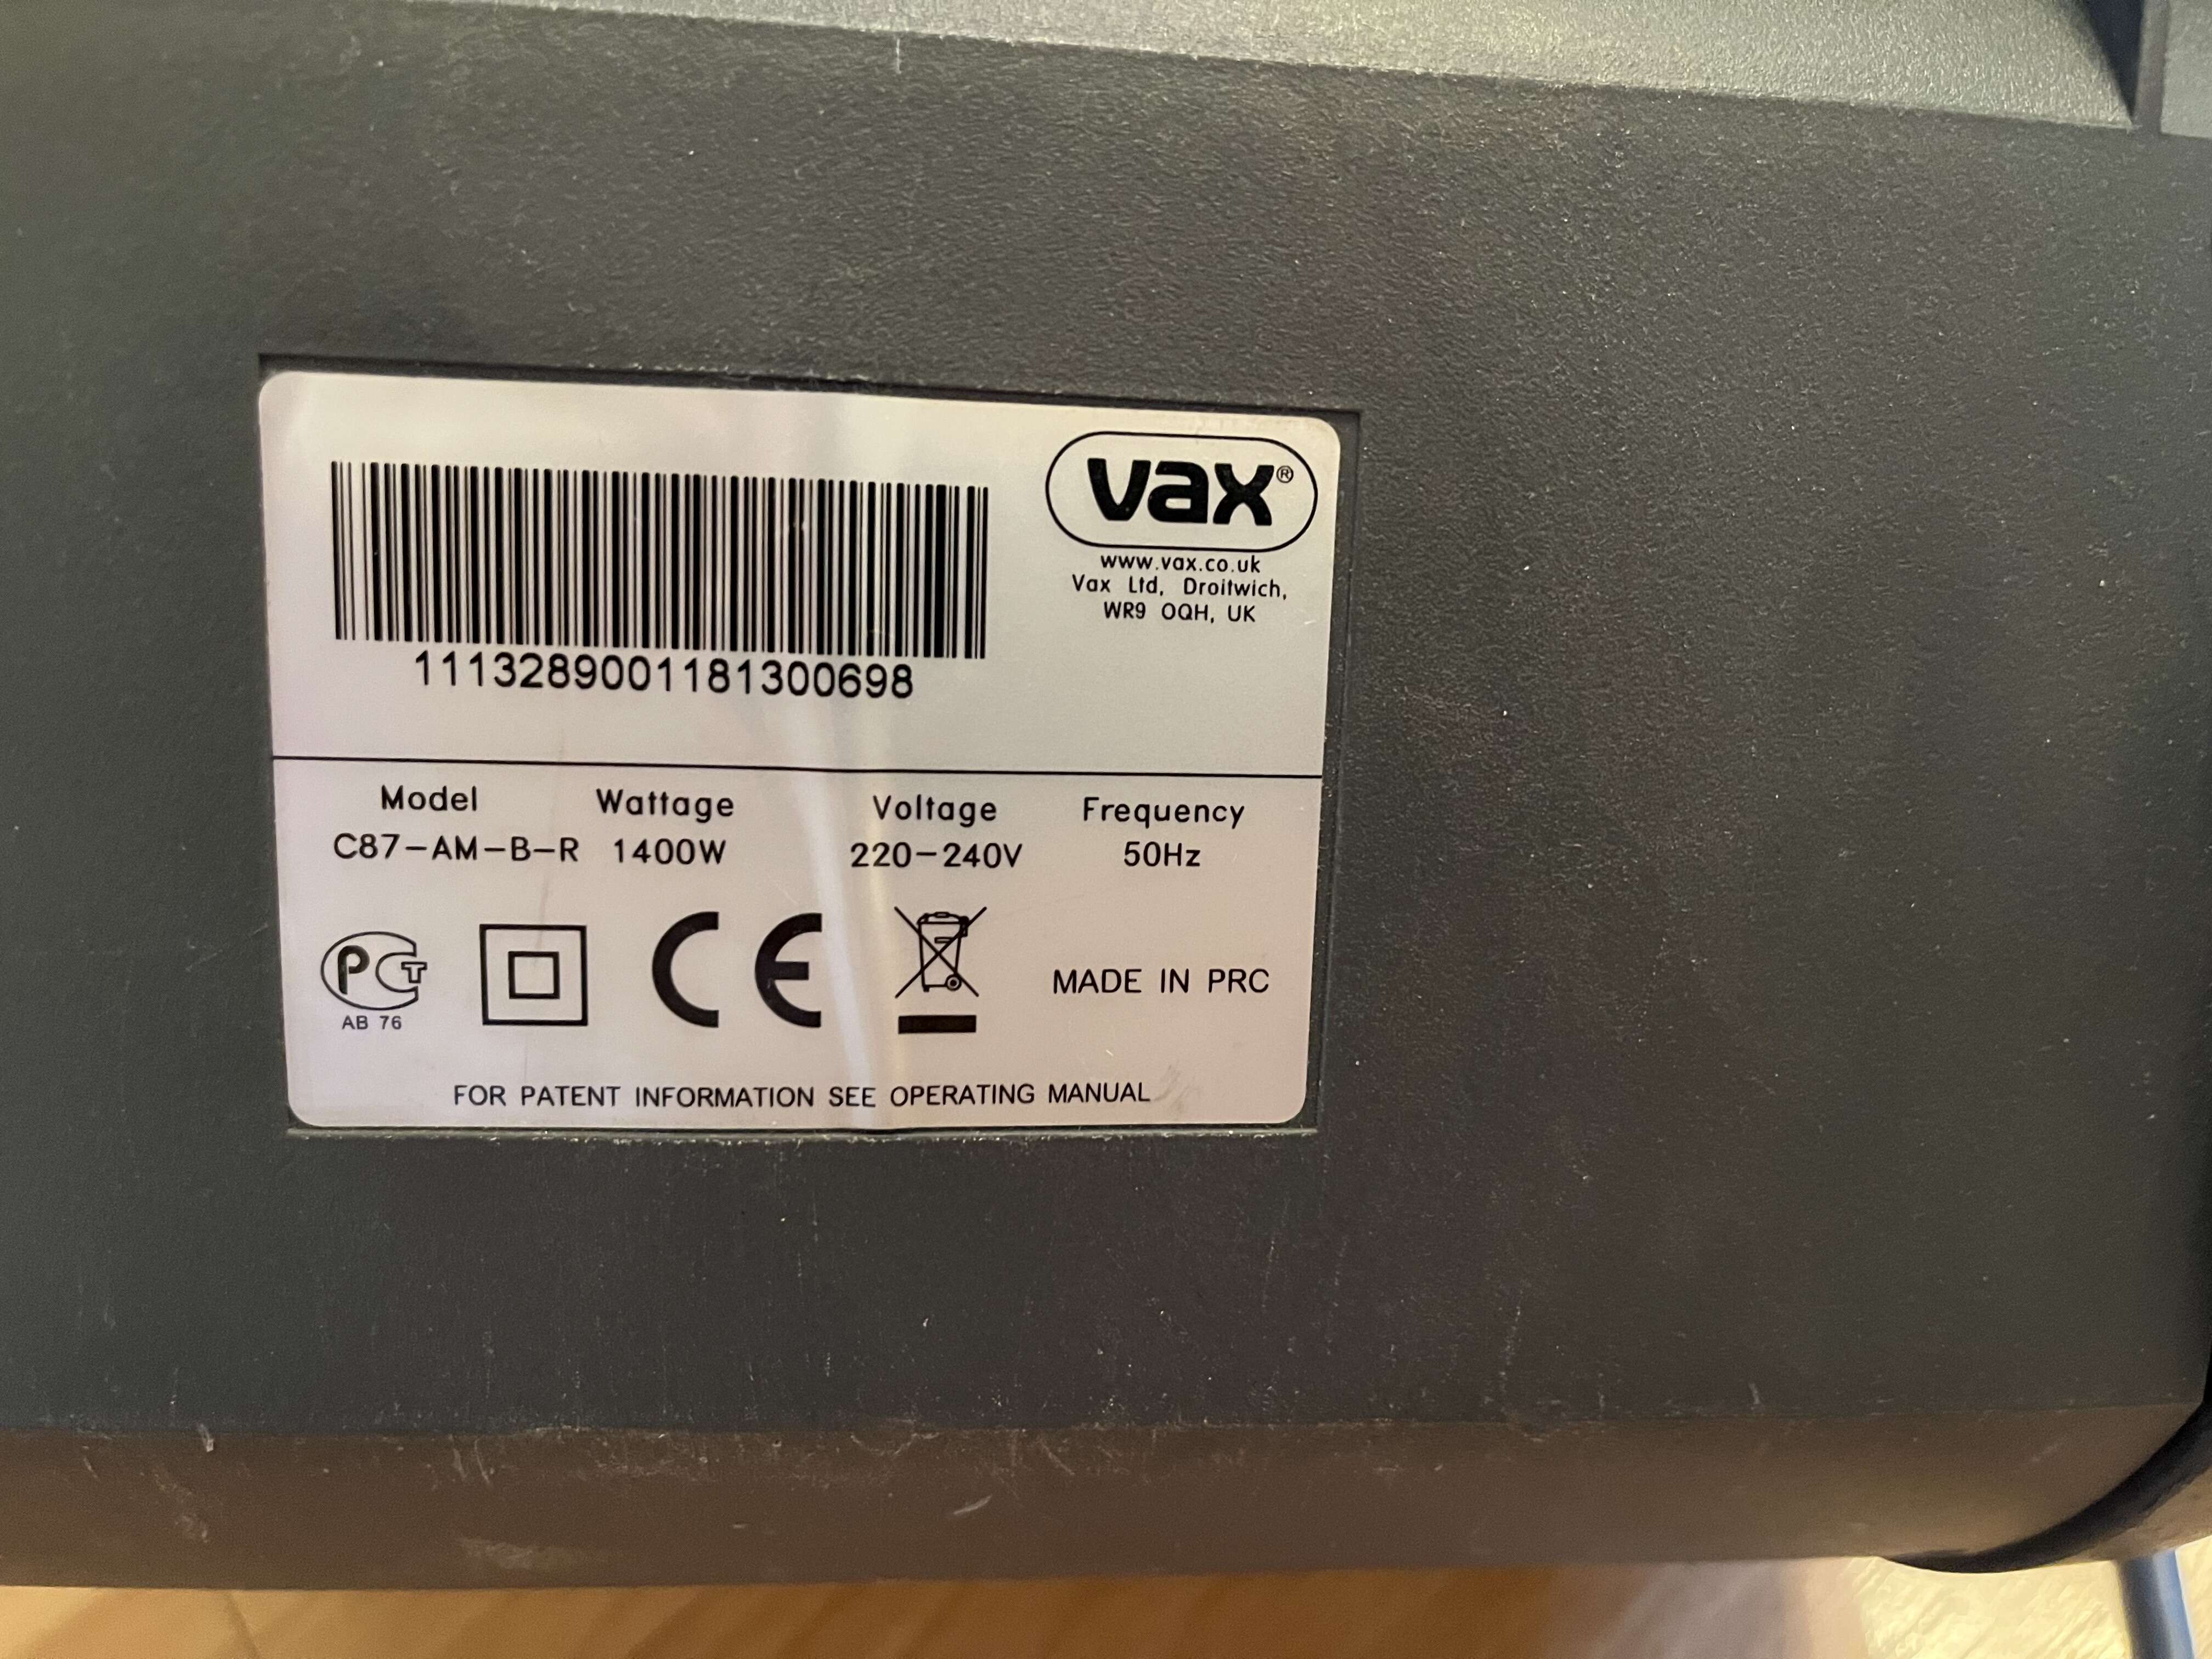 vax®
www.vax.co.uk
Vax Ltd, Droitwich,
WR9 0QH, UK
1113289001181300698
Model Wattage Voltage Frequency
C87-AM-B-R 1400W 220-240V 50Hz
PCT
AB 76
CE
MADE IN PRC
FOR PATENT INFORMATION SEE OPERATING MANUAL